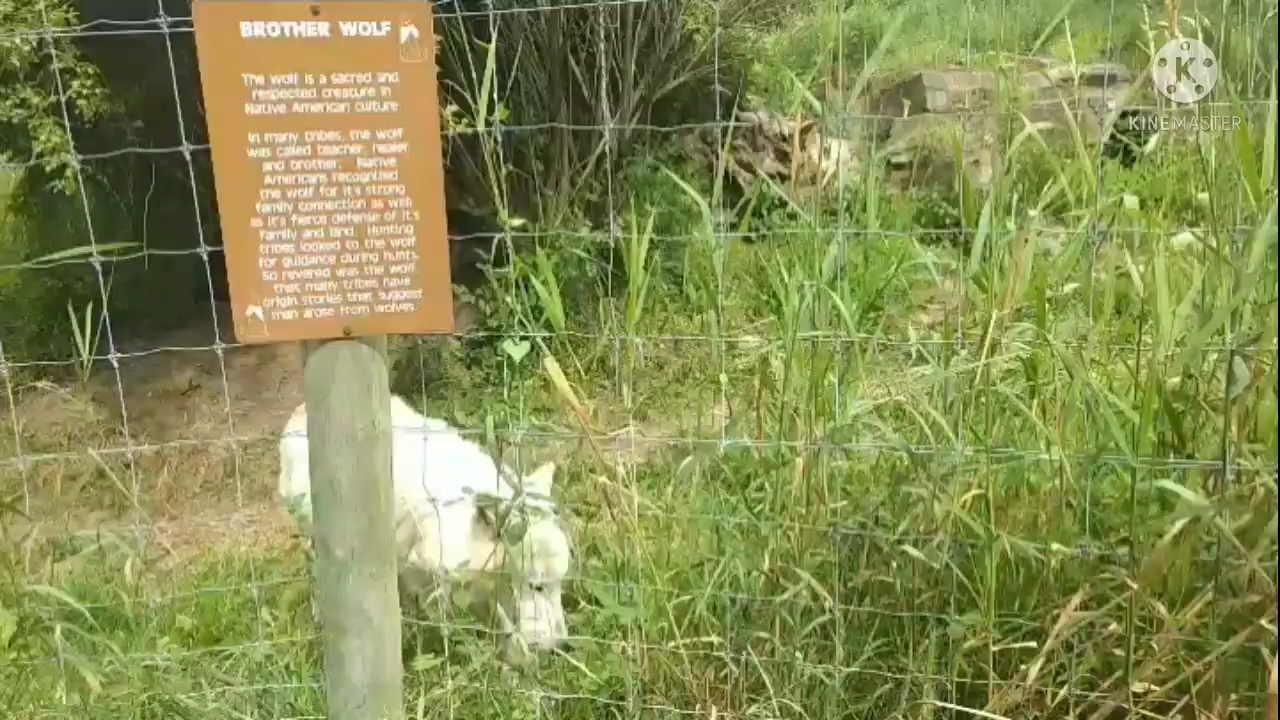 BROTHER WOLF
The wolf is a sacred and
respected creature in
Native American culture
In many tribes, the wolf
was called teacher, healer
and brother. Native
Americans recognized
the wolf for it's strong
family connection as well
as it's fierce defense of it's
family and land. Hunting
tribes looked to the wolf
for guidance during hunts.
So revered was the wolf,
that many tribes have
origin stories that suggest
man arose from wolves.
K
KINEMASTER